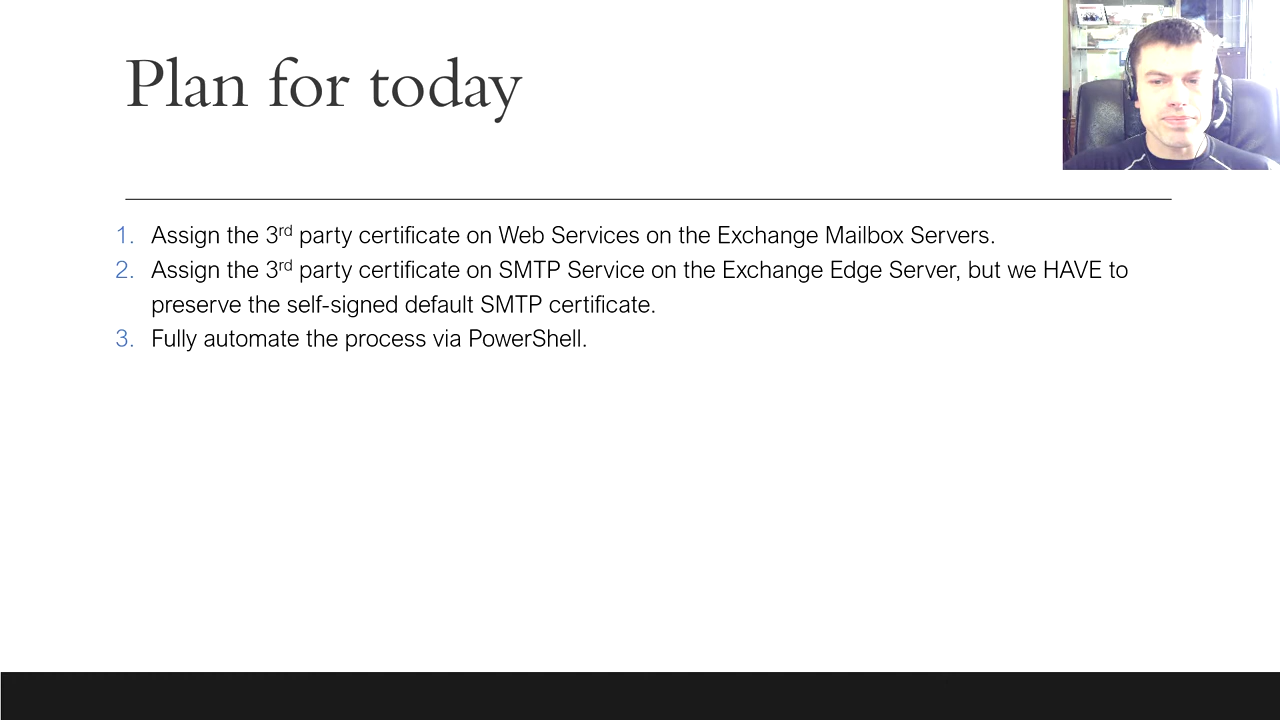 Plan for today
1. Assign the 3rd party certificate on Web Services on the Exchange Mailbox Servers.
2. Assign the 3rd party certificate on SMTP Service on the Exchange Edge Server, but we HAVE to
preserve the self-signed default SMTP certificate.
3. Fully automate the process via PowerShell.